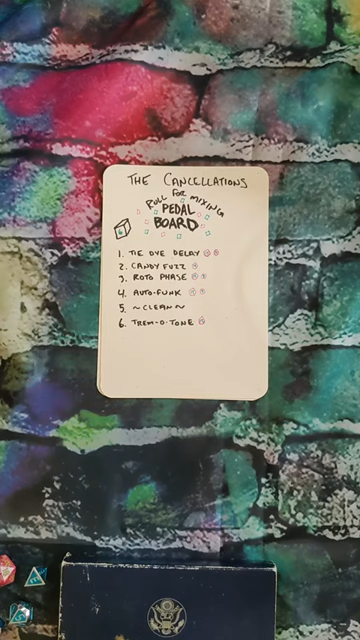 THE CANCELLATIONS
ROLL FOR MIXING
PEDAL
BOARD
6
1. TIE DYE DELAY
2. CANDY FUZZ
3. ROTO PHASE
4. AUTO-FUNK
5. ~CLEAN~
6. TREM-O-TONE